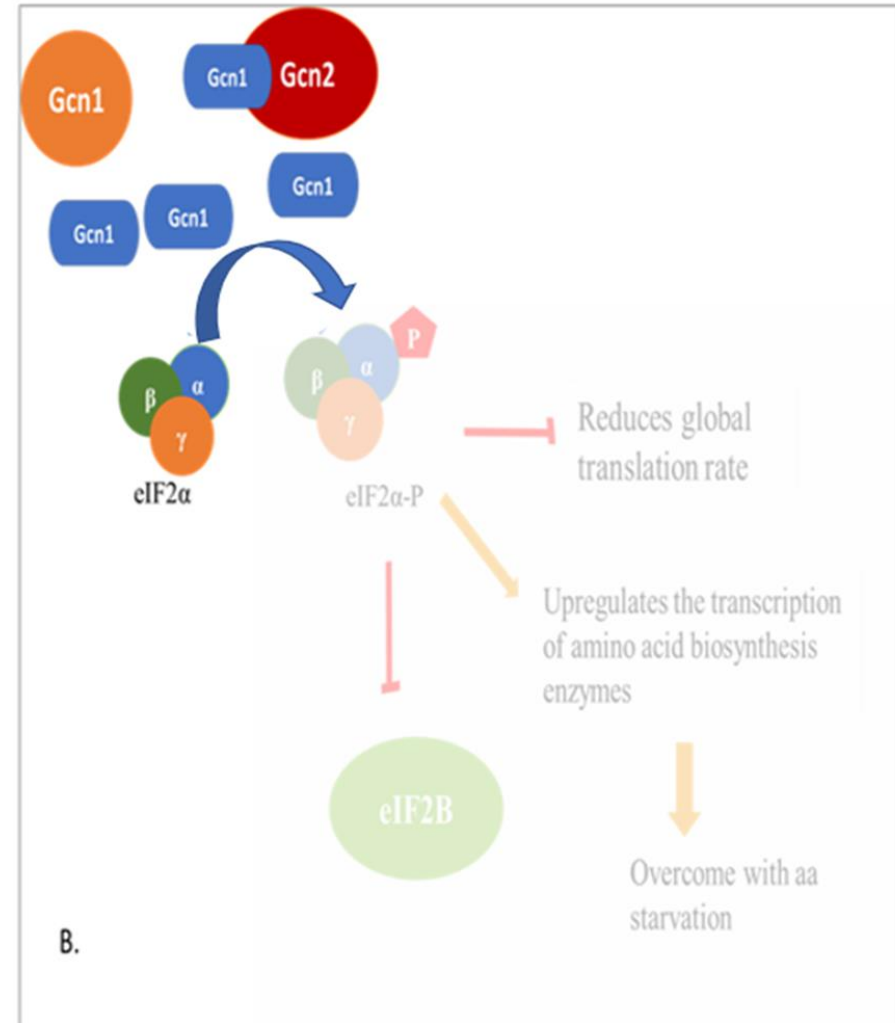 Gcn1
Gcn1
Gcn2
Gcn1
Gcn1
Gcn1
β
α
γ
eIF2α
β
α
γ
P
eIF2α-P
Reduces global
translation rate
Upregulates the transcription
of amino acid biosynthesis
enzymes
eIF2B
Overcome with aa
starvation
B.